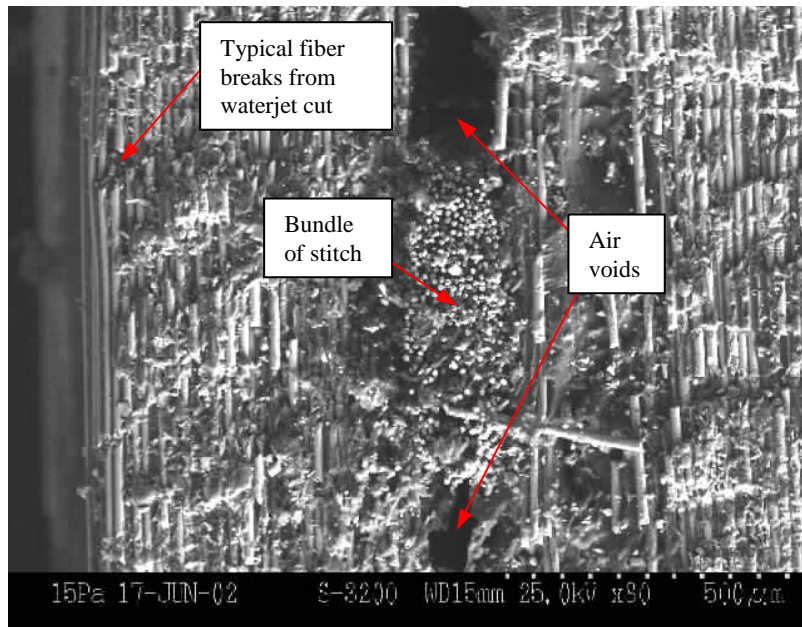 Typical fiber
breaks from
waterjet cut
Bundle
of stitch
Air
voids
15Pa 17-JUN-02 S-3200 WD15mm 25.0kV x80 500µm